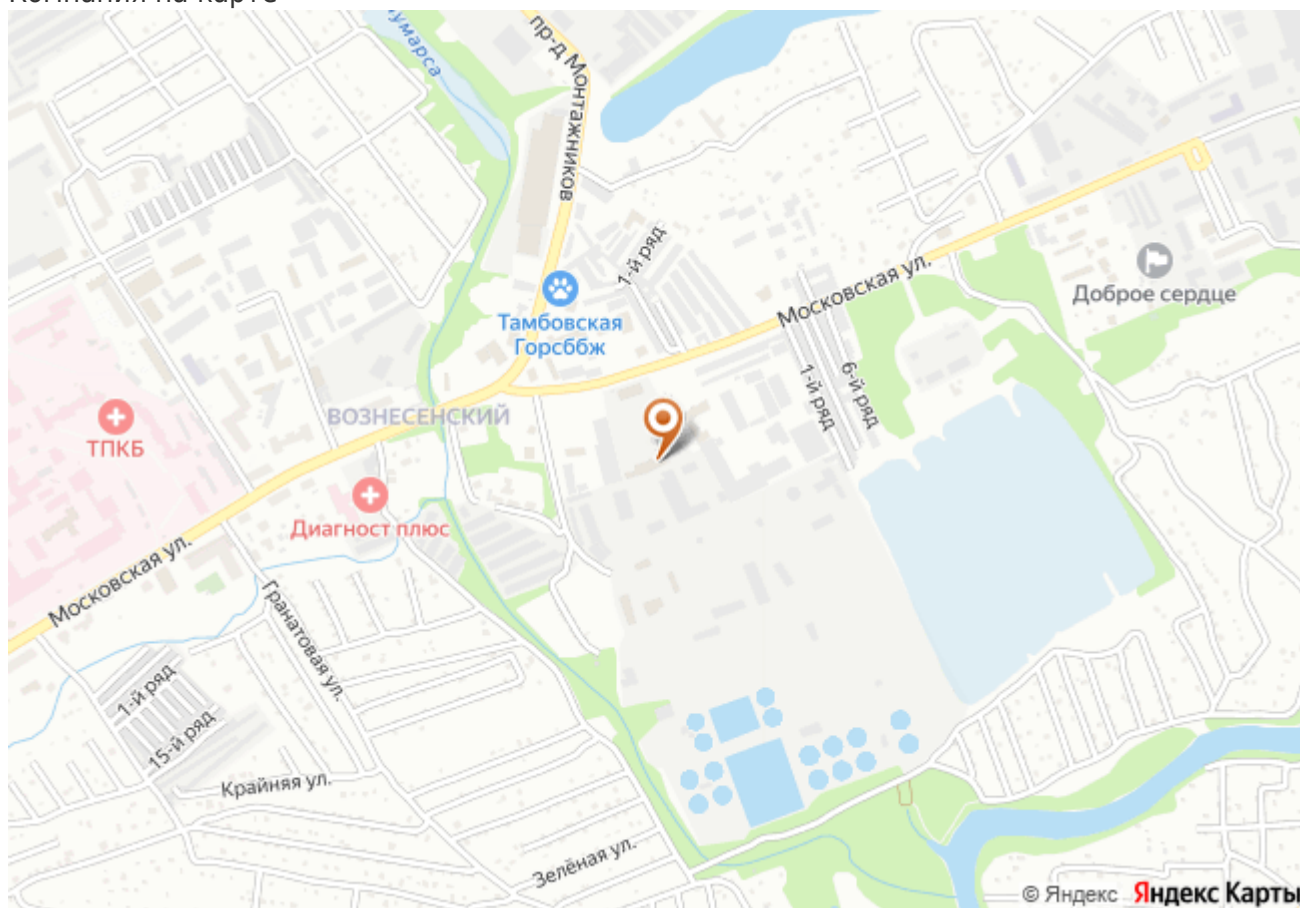 Компания на карте
пр-д Монтажников
1-й ряд
Московская ул.
Доброе сердце
Тамбовская
Горсббж
6-й ряд
1-й ряд
ВОЗНЕСЕНСКИЙ
ТПКБ
Диагност плюс
Московская ул.
Гранатовая ул.
1-й ряд
15-й ряд
Крайняя ул.
Зелёная ул.
© Яндекс Яндекс Карты